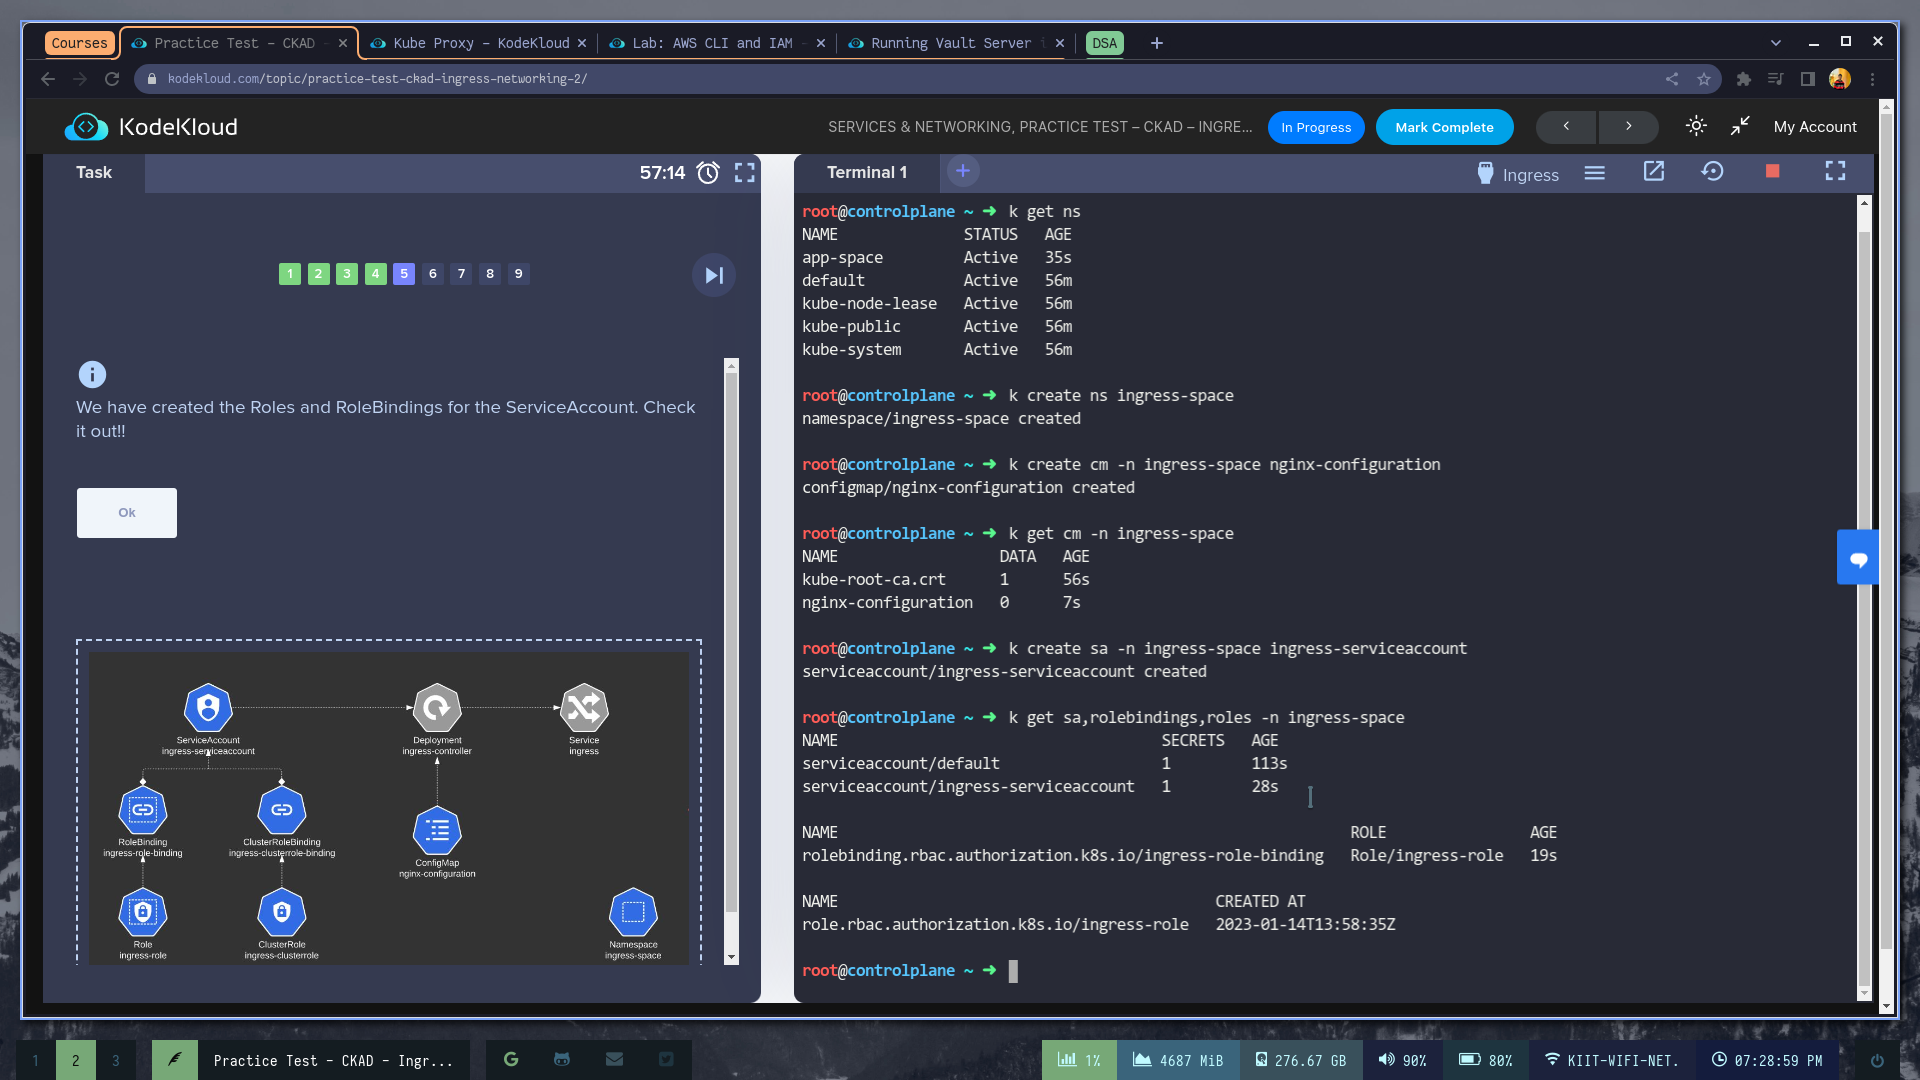 Courses
Practice Test – CKAD
Kube Proxy – KodeKloud
Lab: AWS CLI and IAM
Running Vault Server
DSA
kodekloud.com/topic/practice-test-ckad-ingress-networking-2/
KodeKloud
SERVICES & NETWORKING, PRACTICE TEST – CKAD – INGRE...
In Progress
Mark Complete
My Account
Task
57:14
Terminal 1
Ingress
1 2 3 4 5 6 7 8 9
We have created the Roles and RoleBindings for the ServiceAccount. Check
it out!!
Ok
ServiceAccount
ingress-serviceaccount
Deployment
ingress-controller
Service
ingress
RoleBinding
ingress-role-binding
ClusterRoleBinding
ingress-clusterrole-binding
ConfigMap
nginx-configuration
Role
ingress-role
ClusterRole
ingress-clusterrole
Namespace
ingress-space
root@controlplane ~ ➜ k get ns
NAME STATUS AGE
app-space Active 35s
default Active 56m
kube-node-lease Active 56m
kube-public Active 56m
kube-system Active 56m
root@controlplane ~ ➜ k create ns ingress-space
namespace/ingress-space created
root@controlplane ~ ➜ k create cm -n ingress-space nginx-configuration
configmap/nginx-configuration created
root@controlplane ~ ➜ k get cm -n ingress-space
NAME DATA AGE
kube-root-ca.crt 1 56s
nginx-configuration 0 7s
root@controlplane ~ ➜ k create sa -n ingress-space ingress-serviceaccount
serviceaccount/ingress-serviceaccount created
root@controlplane ~ ➜ k get sa,rolebindings,roles -n ingress-space
NAME SECRETS AGE
serviceaccount/default 1 113s
serviceaccount/ingress-serviceaccount 1 28s
NAME ROLE AGE
rolebinding.rbac.authorization.k8s.io/ingress-role-binding Role/ingress-role 19s
NAME CREATED AT
role.rbac.authorization.k8s.io/ingress-role 2023-01-14T13:58:35Z
root@controlplane ~ ➜
1 2 3
Practice Test – CKAD – Ingr...
1%
4687 MiB
276.67 GB
90%
80%
KIIT-WIFI-NET.
07:28:59 PM